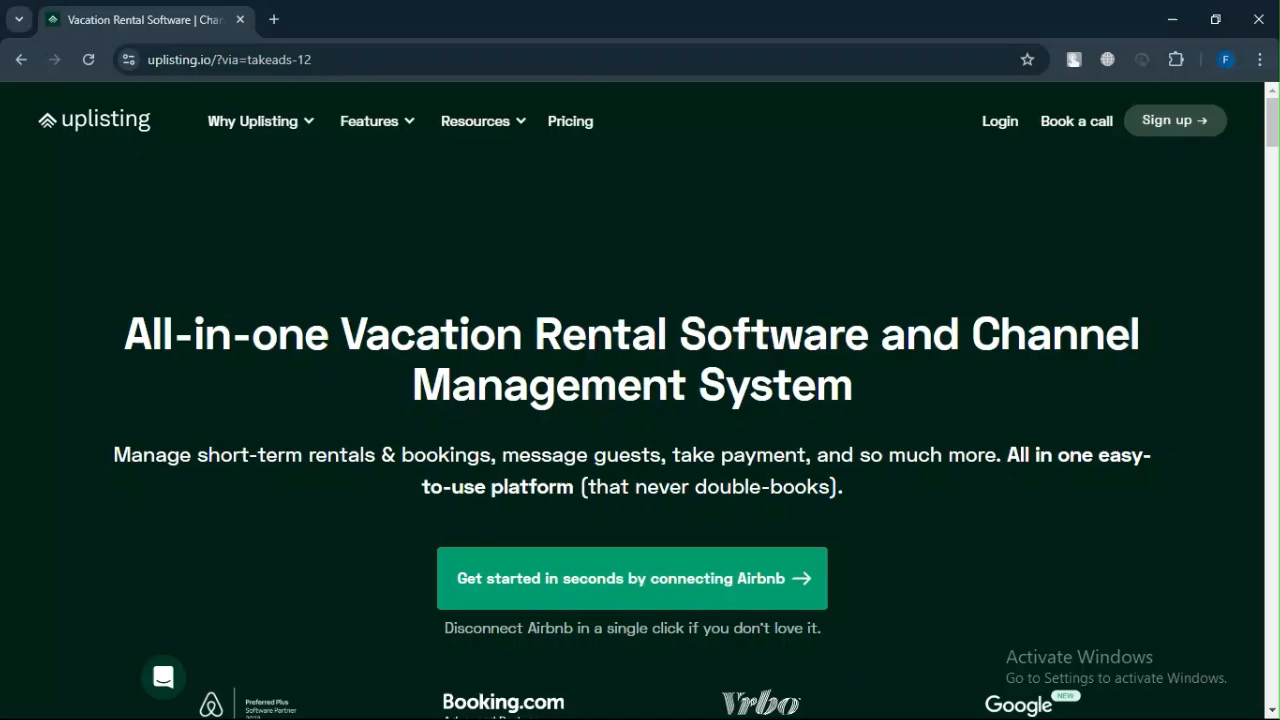 Vacation Rental Software | Chan
uplisting.io/?via=takeads-12
F
uplisting
Why Uplisting
Features
Resources
Pricing
Login
Book a call
Sign up →
All-in-one Vacation Rental Software and Channel
Management System
Manage short-term rentals & bookings, message guests, take payment, and so much more. All in one easy-
to-use platform (that never double-books).
Get started in seconds by connecting Airbnb →
Disconnect Airbnb in a single click if you don't love it.
Activate Windows
Go to Settings to activate Windows.
Preferred Plus
Software Partner
Booking.com
Vrbo
Google
NEW